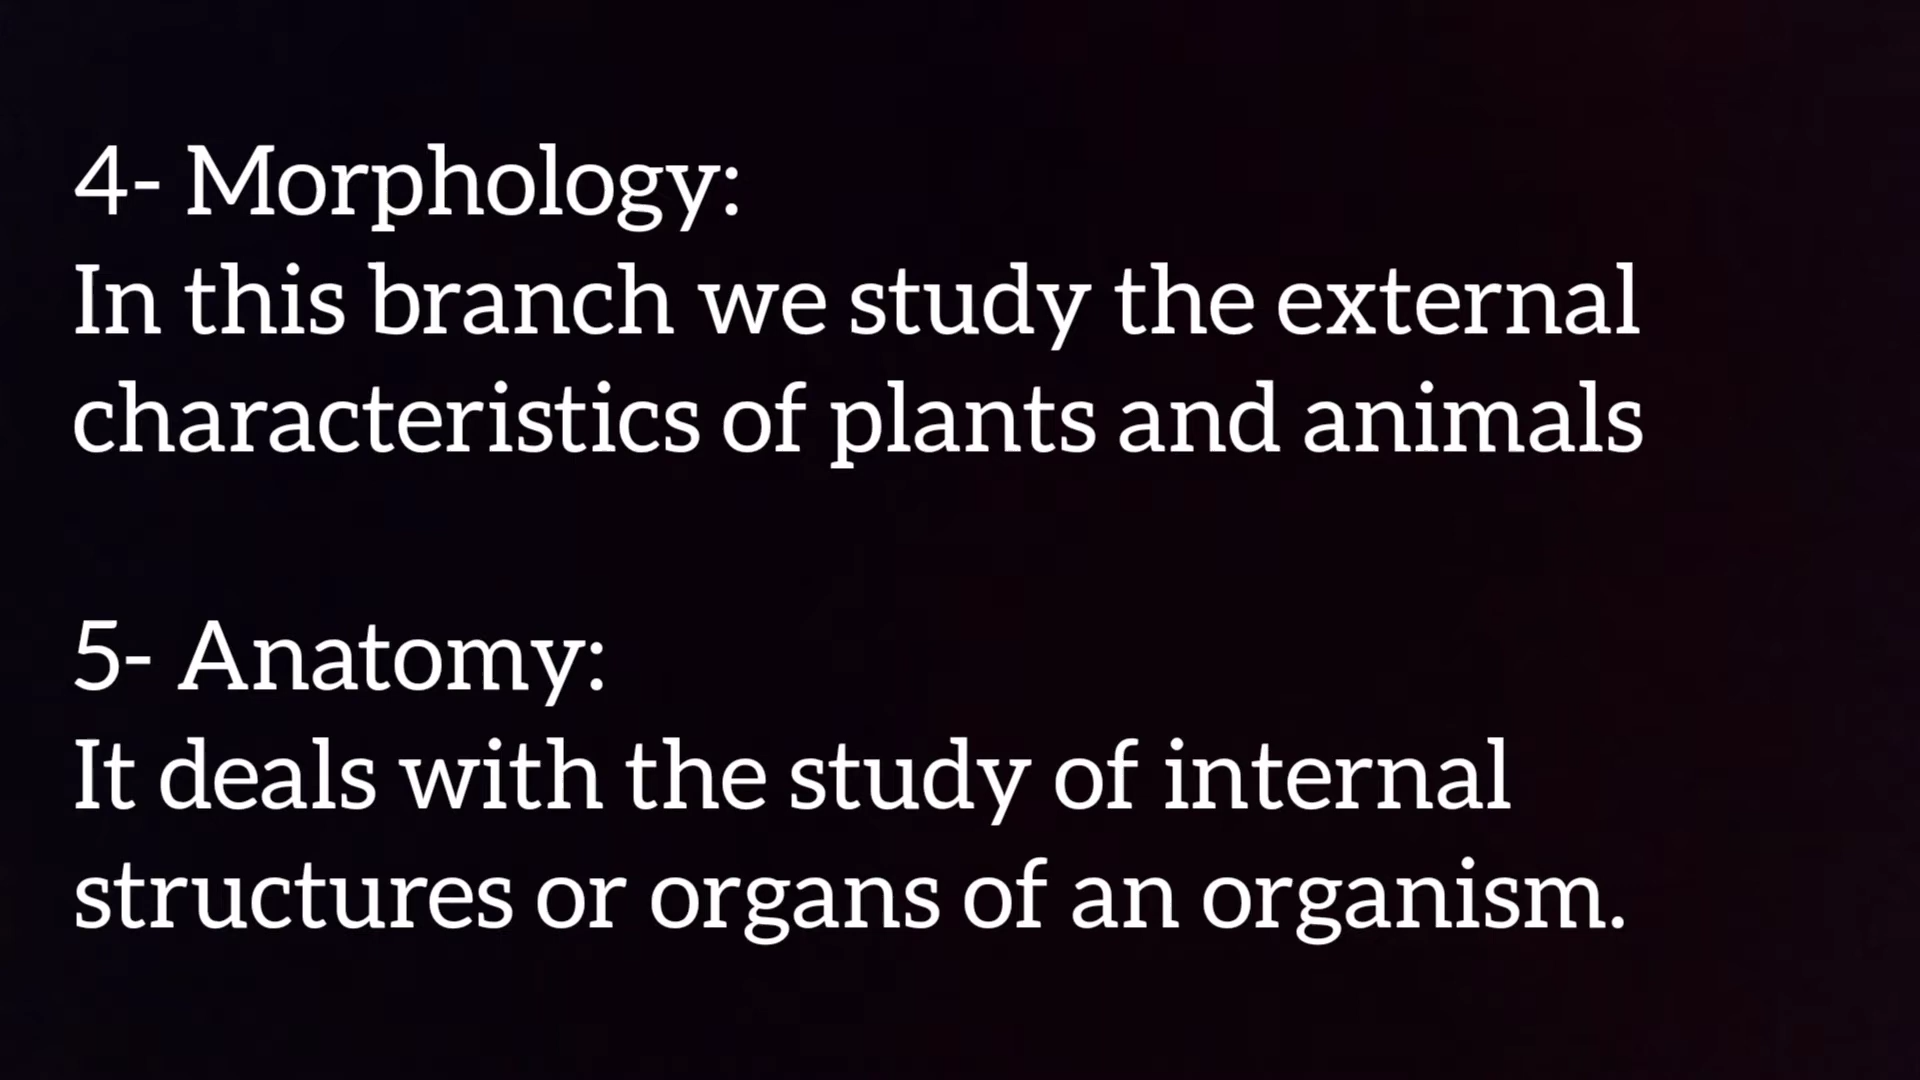 4- Morphology:
In this branch we study the external
characteristics of plants and animals
5- Anatomy:
It deals with the study of internal
structures or organs of an organism.